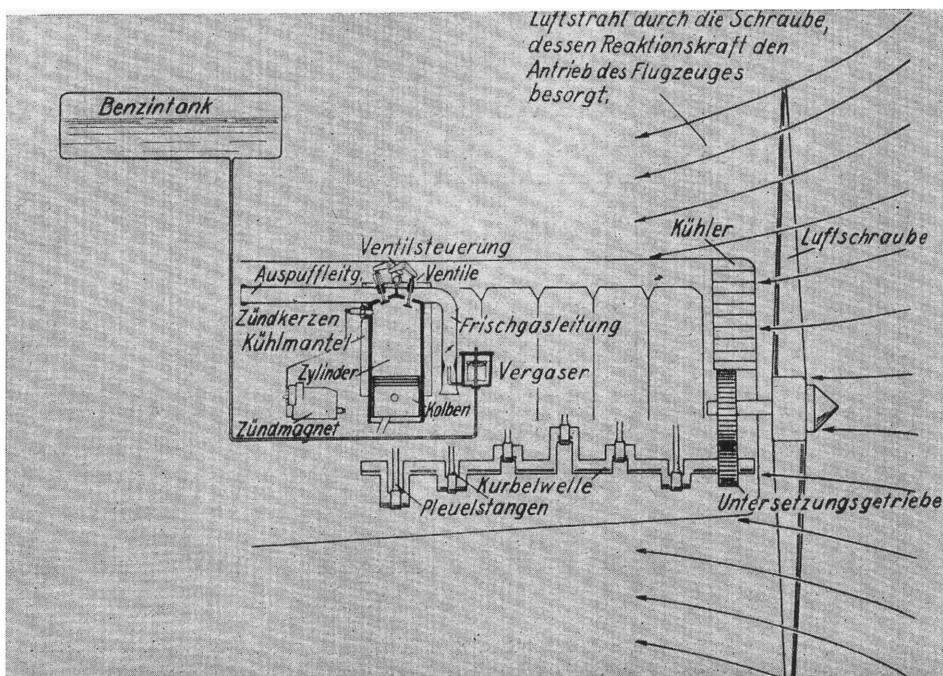 Luftstrahl durch die Schraube,
dessen Reaktionskraft den
Antrieb des Flugzeuges
besorgt.
Benzintank
Kühler
Luftschraube
Ventilsteuerung
Auspuffleitg.
Ventile
Zündkerzen
Kühlmantel
Frischgasleitung
Zylinder
Vergaser
Kolben
Zündmagnet
Kurbelwelle
Pleuelstangen
Untersetzungsgetriebe